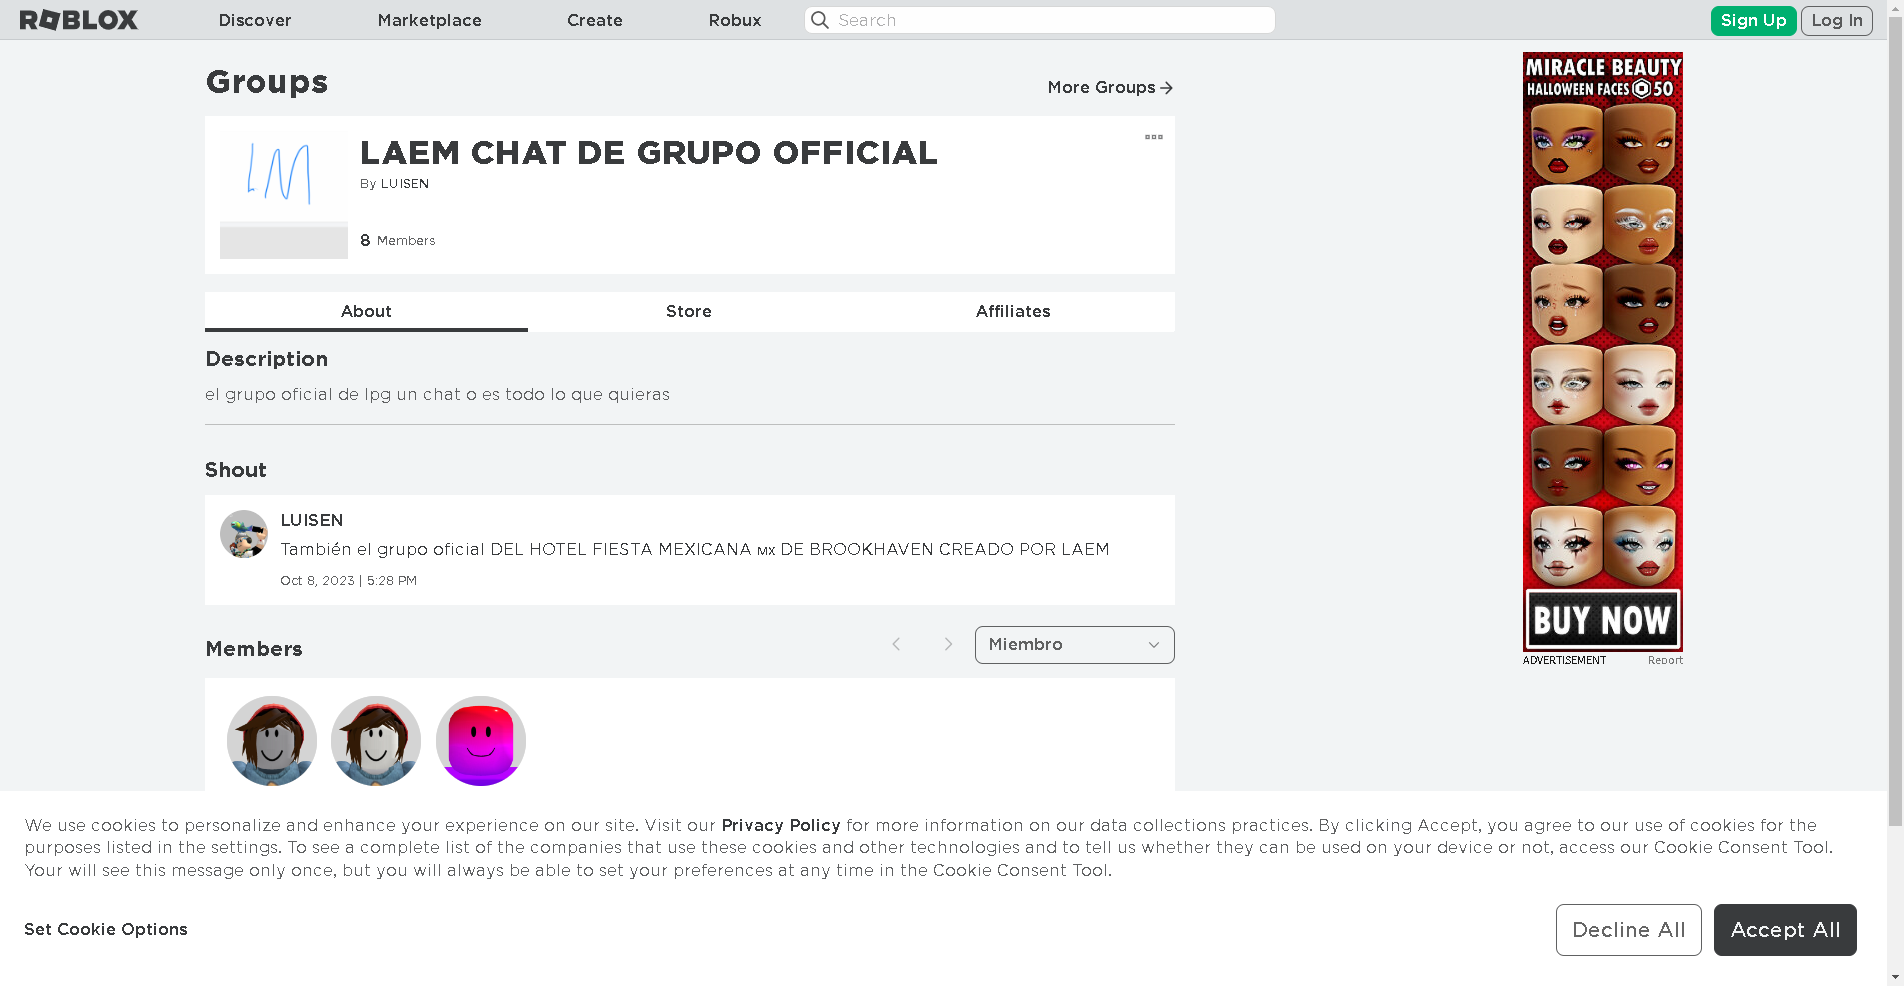 ROBLOX
Discover
Marketplace
Create
Robux
Search
Sign Up
Log In
Groups
More Groups
LM
LAEM CHAT DE GRUPO OFFICIAL
By LUISEN
8 Members
About
Store
Affiliates
Description
el grupo oficial de lpg un chat o es todo lo que quieras
Shout
LUISEN
También el grupo oficial DEL HOTEL FIESTA MEXICANA MX DE BROOKHAVEN CREADO POR LAEM
Oct 8, 2023 | 5:28 PM
Members
Miembro
MIRACLE BEAUTY
HALLOWEEN FACES 50
BUY NOW
ADVERTISEMENT
Report
We use cookies to personalize and enhance your experience on our site. Visit our Privacy Policy for more information on our data collections practices. By clicking Accept, you agree to our use of cookies for the
purposes listed in the settings. To see a complete list of the companies that use these cookies and other technologies and to tell us whether they can be used on your device or not, access our Cookie Consent Tool.
Your will see this message only once, but you will always be able to set your preferences at any time in the Cookie Consent Tool.
Set Cookie Options
Decline All
Accept All